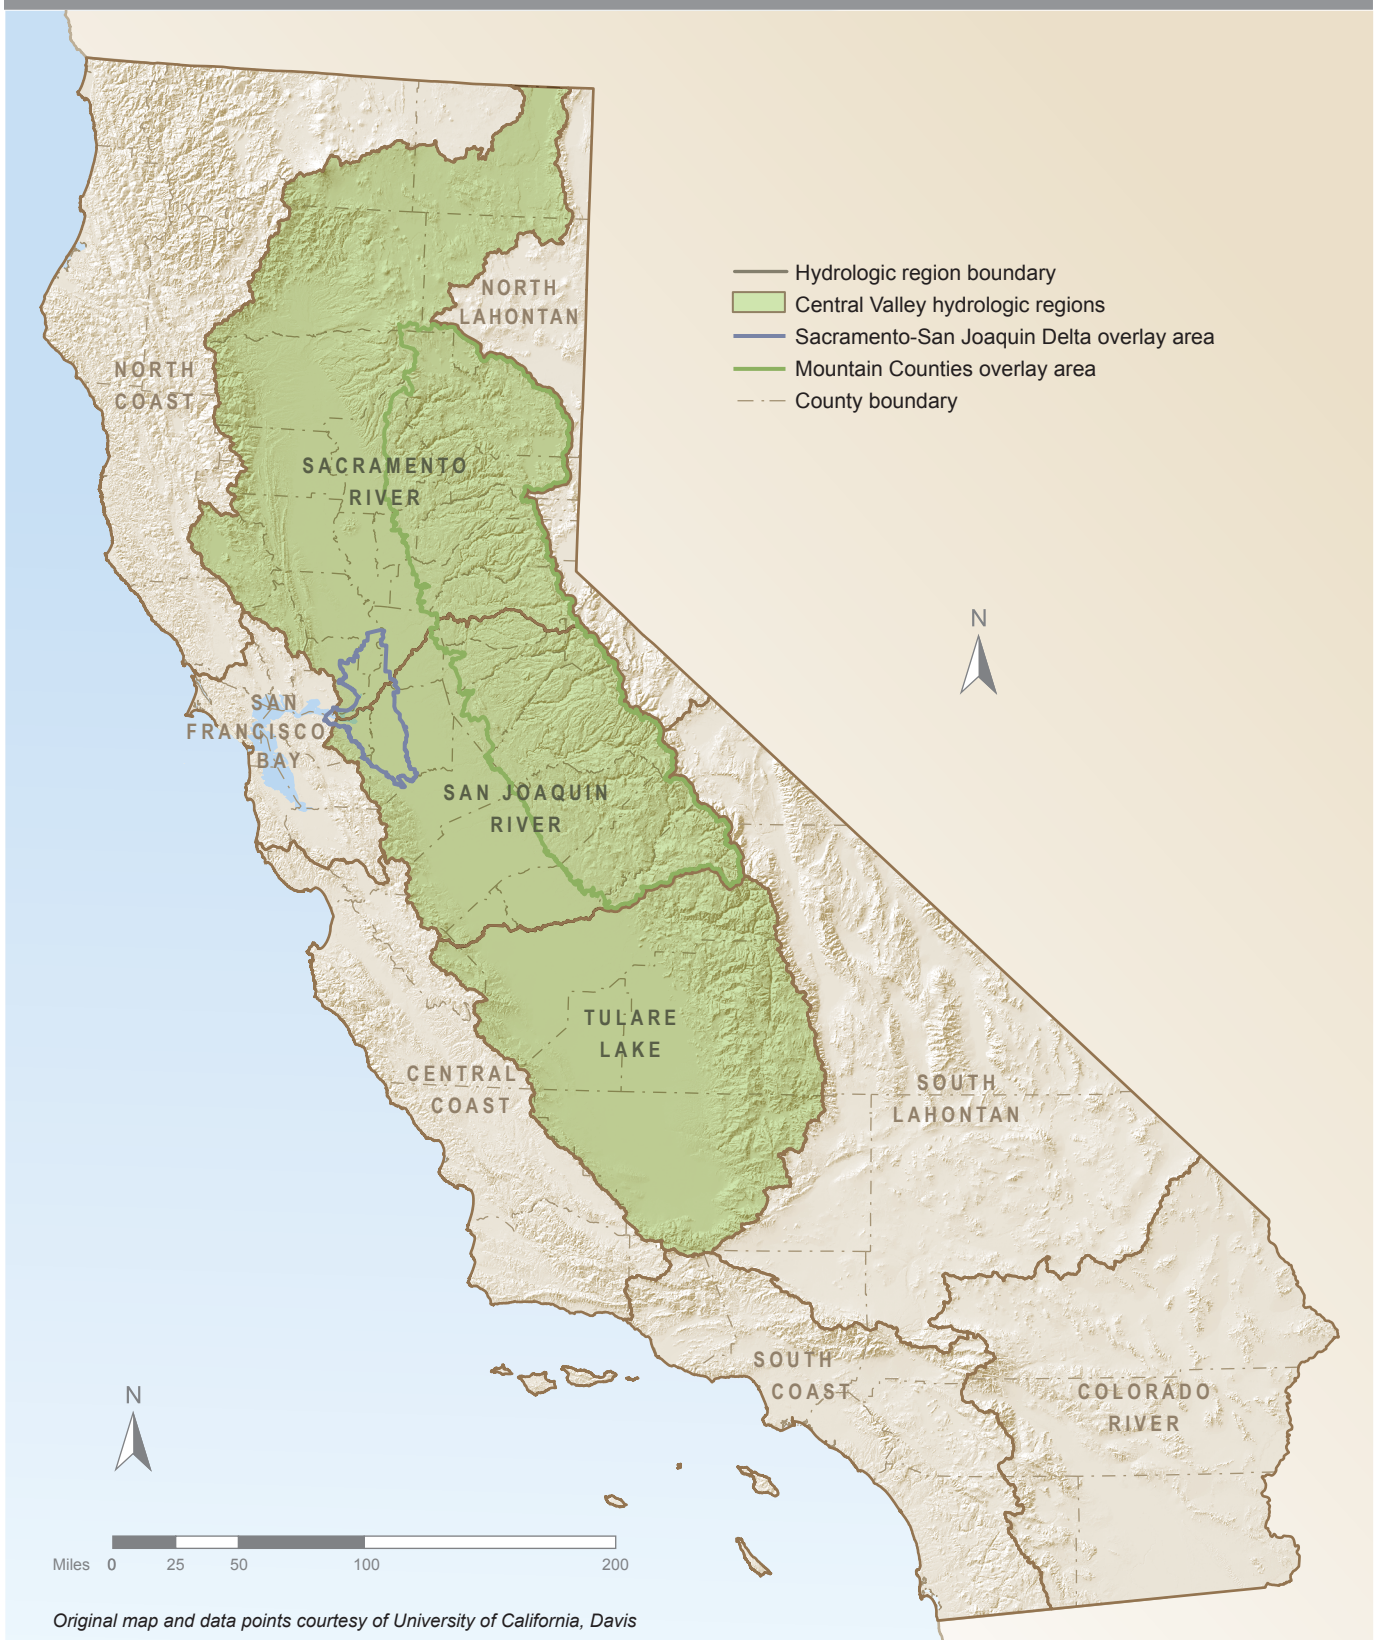 Hydrologic region boundary
Central Valley hydrologic regions
Sacramento-San Joaquin Delta overlay area
Mountain Counties overlay area
County boundary
NORTH
LAHONTAN
NORTH
COAST
SACRAMENTO
RIVER
N
SAN
FRANCISCO
BAY
SAN JOAQUIN
RIVER
TULARE
LAKE
CENTRAL
COAST
SOUTH
LAHONTAN
SOUTH
COAST
COLORADO
RIVER
N
Miles 0 25 50 100 200
Original map and data points courtesy of University of California, Davis